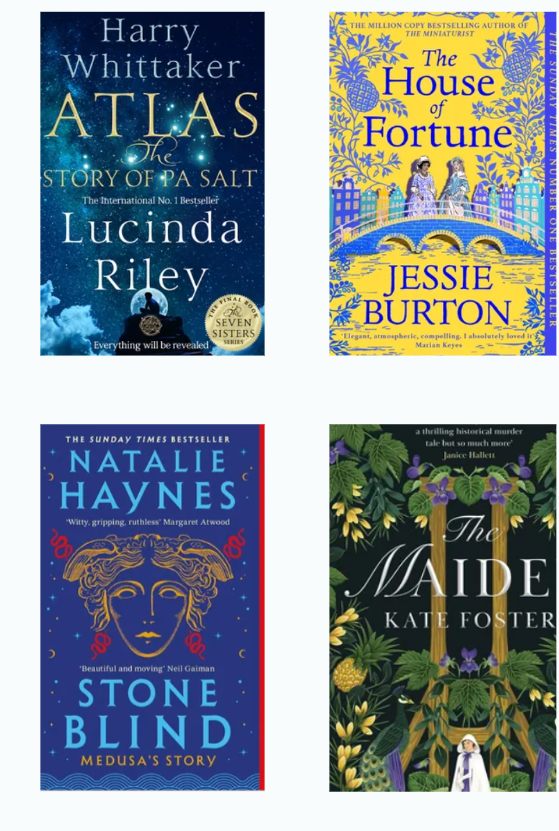 Harry
Whittaker
ATLAS
The
STORY OF PA SALT
The International No. 1 Bestseller
Lucinda
Riley
THE FINAL BOOK
The
SEVEN
SISTERS
SERIES
Everything will be revealed
THE MILLION COPY BESTSELLING AUTHOR OF
THE MINIATURIST
The
House
of
Fortune
JESSIE
BURTON
'Elegant, atmospheric, compelling. I absolutely loved it'
Marian Keyes
THE SUNDAY TIMES NUMBER ONE BESTSELLER
THE SUNDAY TIMES BESTSELLER
NATALIE
HAYNES
'Witty, gripping, ruthless' Margaret Atwood
'Beautiful and moving' Neil Gaiman
STONE
BLIND
MEDUSA'S STORY
a thrilling historical murder
tale but so much more'
Janice Hallett
The
MAIDE
KATE FOSTER